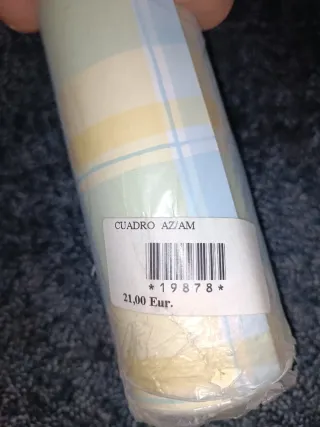 CUADRO AZ/AM
*19878*
21,00 Eur.